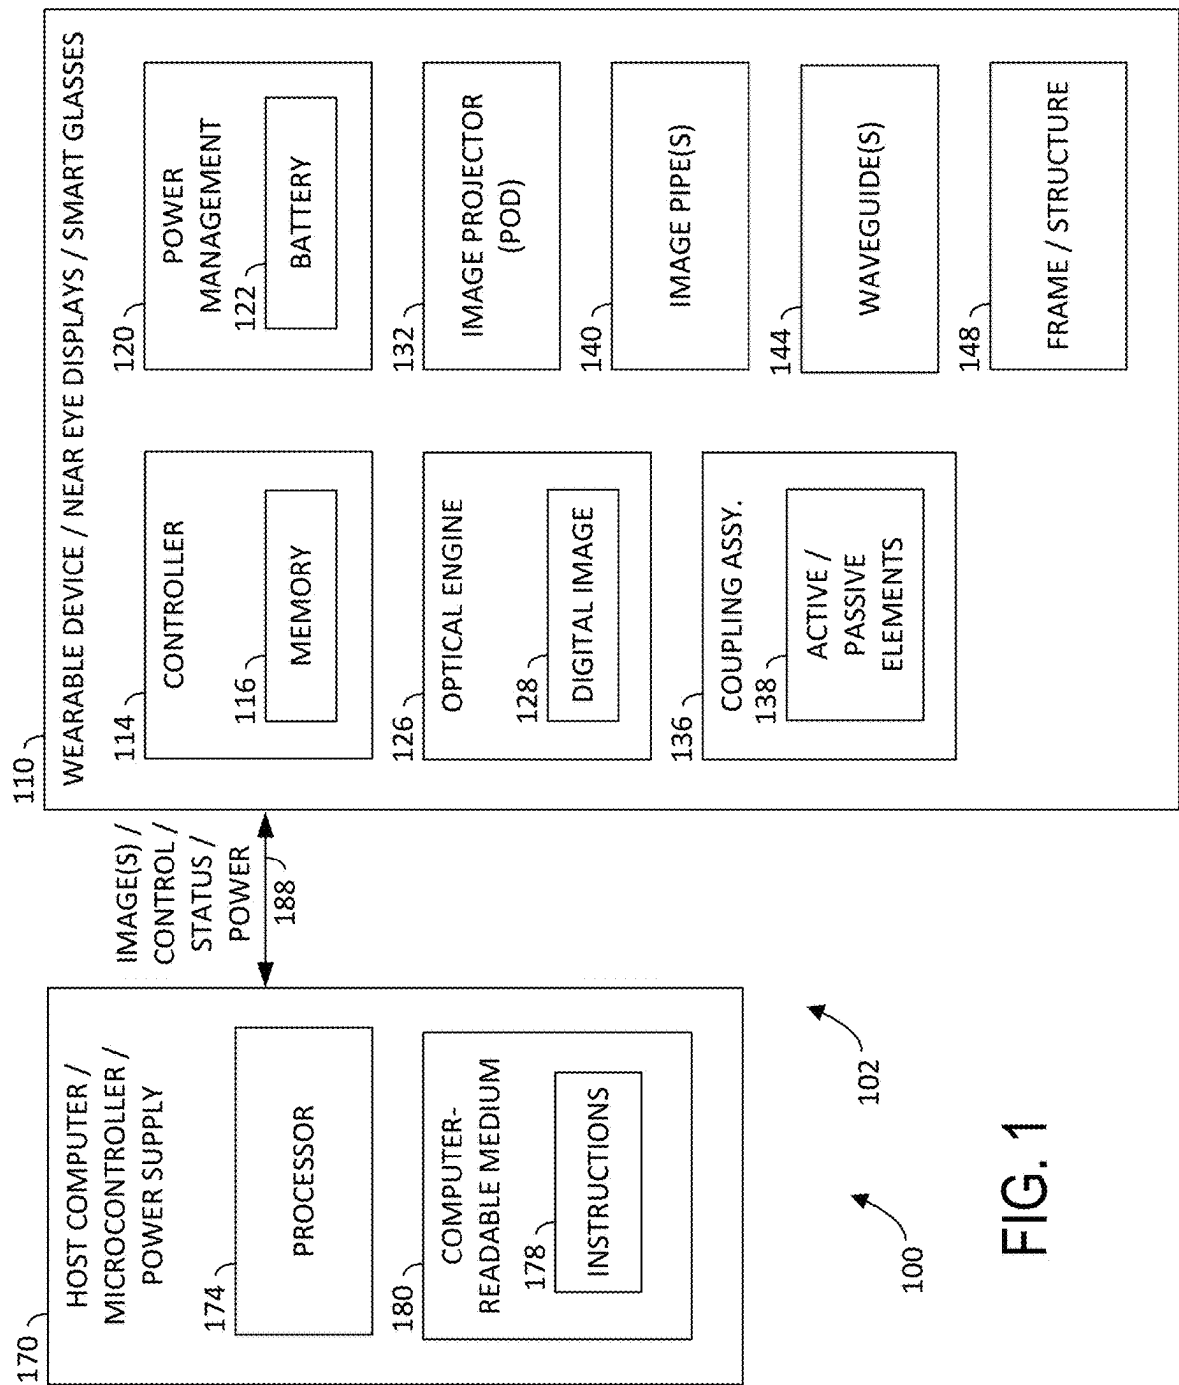 170
HOST COMPUTER /
MICROCONTROLLER /
POWER SUPPLY
174
PROCESSOR
180
COMPUTER-
READABLE MEDIUM
178
INSTRUCTIONS
IMAGE(S) /
CONTROL /
STATUS /
POWER
188
110
WEARABLE DEVICE / NEAR EYE DISPLAYS / SMART GLASSES
114
CONTROLLER
116
MEMORY
120
POWER
MANAGEMENT
122
BATTERY
126
OPTICAL ENGINE
128
DIGITAL IMAGE
132
IMAGE PROJECTOR
(POD)
136
COUPLING ASSY.
138
ACTIVE /
PASSIVE
ELEMENTS
140
IMAGE PIPE(S)
144
WAVEGUIDE(S)
148
FRAME / STRUCTURE
100
102
FIG. 1